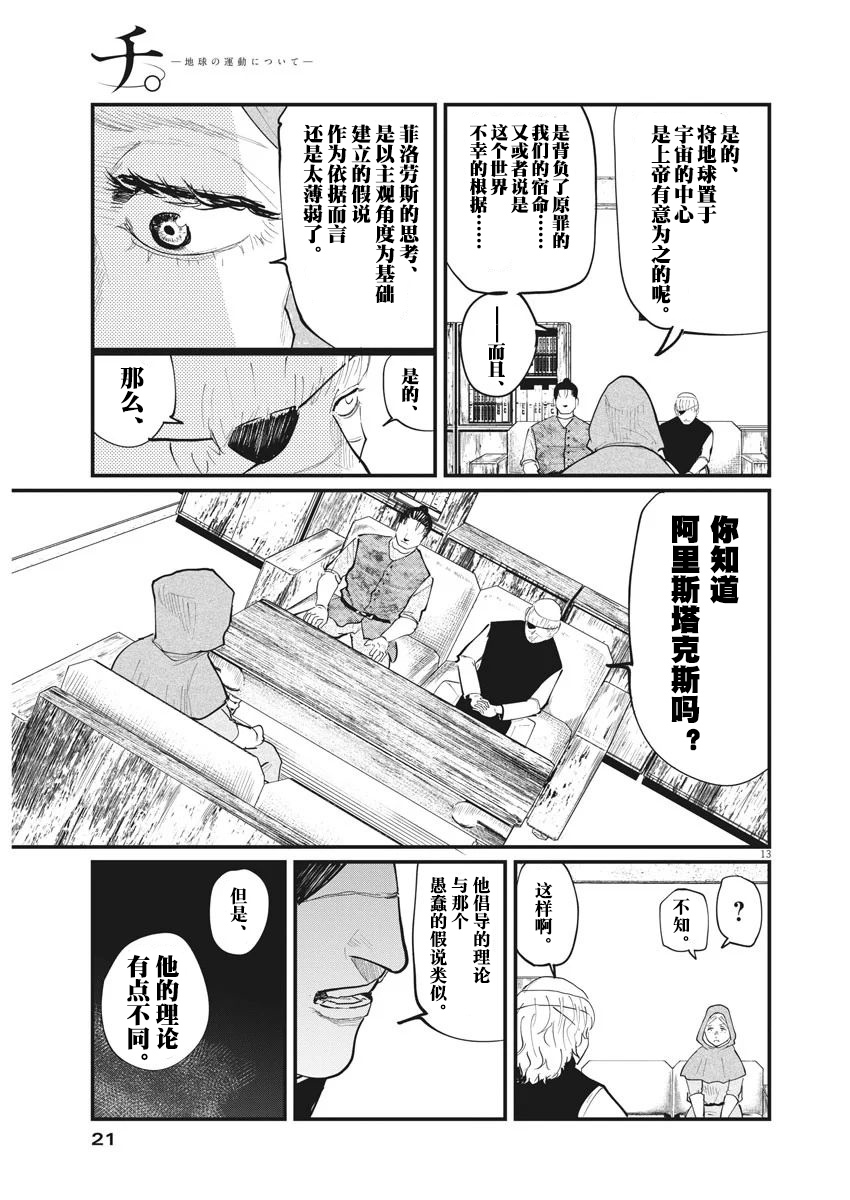 チ。
―地球の運動について―
是的、
将地球置于
宇宙的中心
是上帝有意为之的呢。
是背负了原罪的
我们的宿命……
又或者说是
这个世界
不幸的根据……
——而且、
菲洛劳斯的思考、
是以主观角度为基础
建立的假说
作为依据而言
还是太薄弱了。
是的、
那么、
你知道
阿里斯塔克斯吗？
13
？
不知。
这样啊。
他倡导的理论
与那个
愚蠢的假说类似。
但是、
他的理论
有点不同。
21